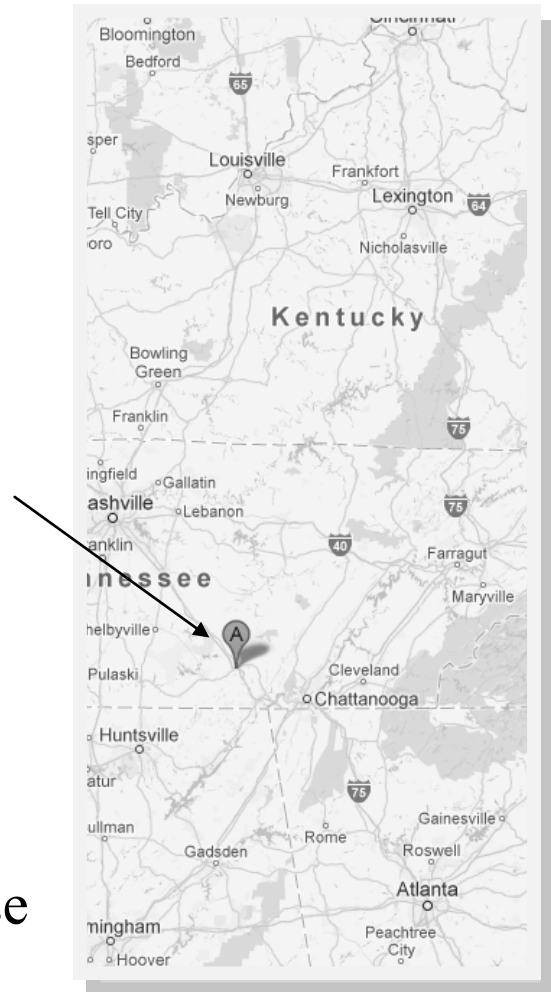 Cincinnati
Bloomington
Bedford
65
sper
Louisville
Frankfort
Newburg
Lexington
64
Tell City
oro
Nicholasville
Kentucky
Bowling
Green
Franklin
75
ingfield
Gallatin
ashville
Lebanon
75
40
anklin
Farragut
nnessee
Maryville
helbyville
A
Pulaski
Cleveland
Chattanooga
Huntsville
atur
75
Gainesville
ullman
Rome
Gadsden
Roswell
Atlanta
e
mingham
Peachtree
City
Hoover